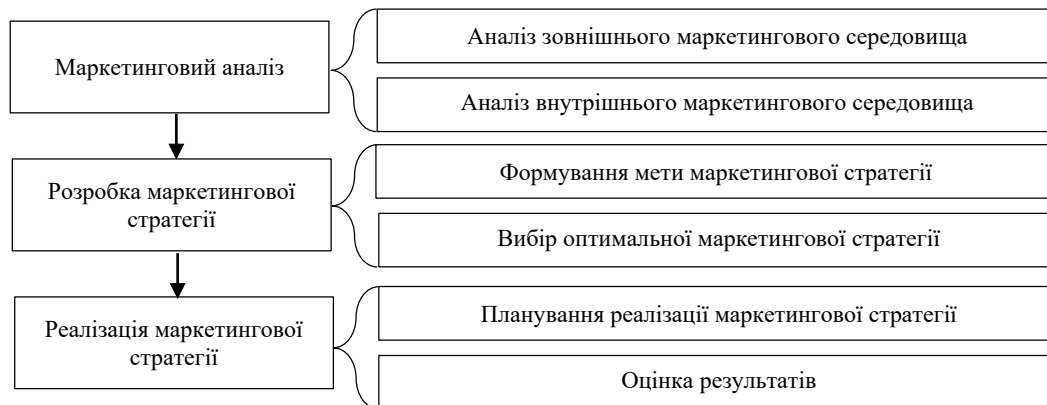 Маркетинговий аналіз
Аналіз зовнішнього маркетингового середовища
Аналіз внутрішнього маркетингового середовища
Розробка маркетингової
стратегії
Формування мети маркетингової стратегії
Вибір оптимальної маркетингової стратегії
Реалізація маркетингової
стратегії
Планування реалізації маркетингової стратегії
Оцінка результатів